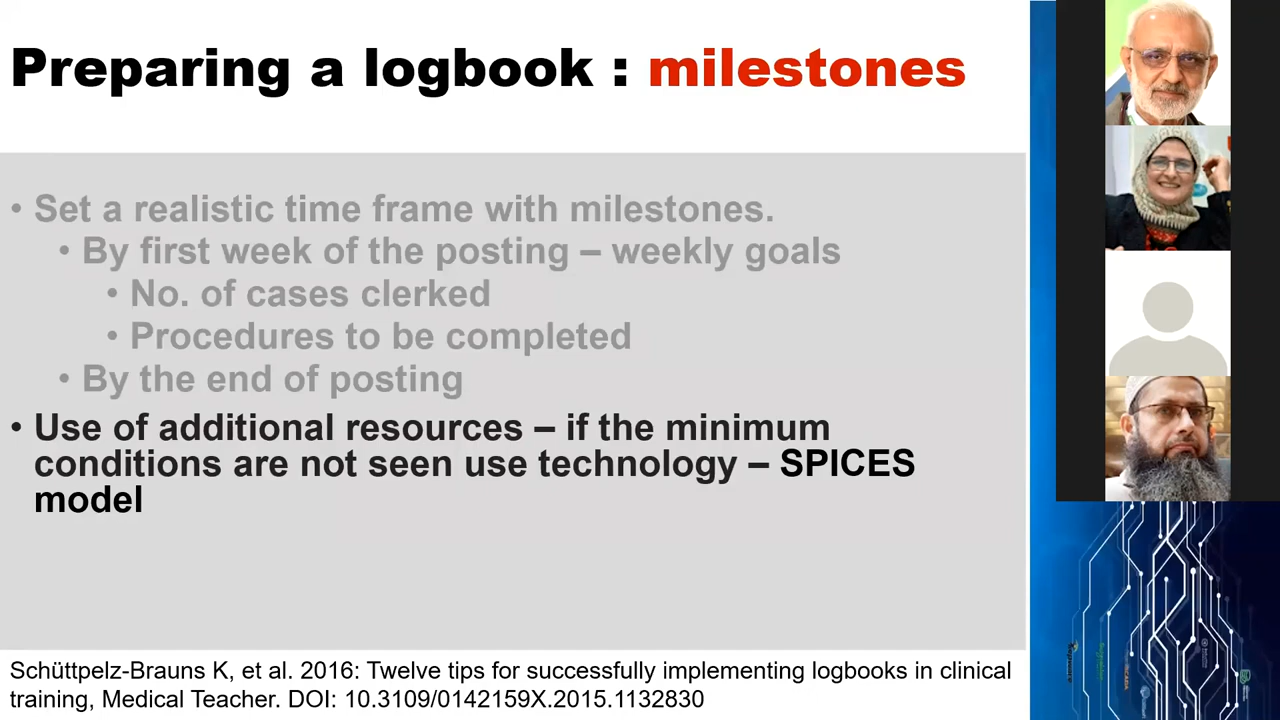 Preparing a logbook : milestones
• Set a realistic time frame with milestones.
• By first week of the posting – weekly goals
• No. of cases clerked
• Procedures to be completed
• By the end of posting
• Use of additional resources – if the minimum
conditions are not seen use technology – SPICES
model
Schüttpelz-Brauns K, et al. 2016: Twelve tips for successfully implementing logbooks in clinical
training, Medical Teacher. DOI: 10.3109/0142159X.2015.1132830